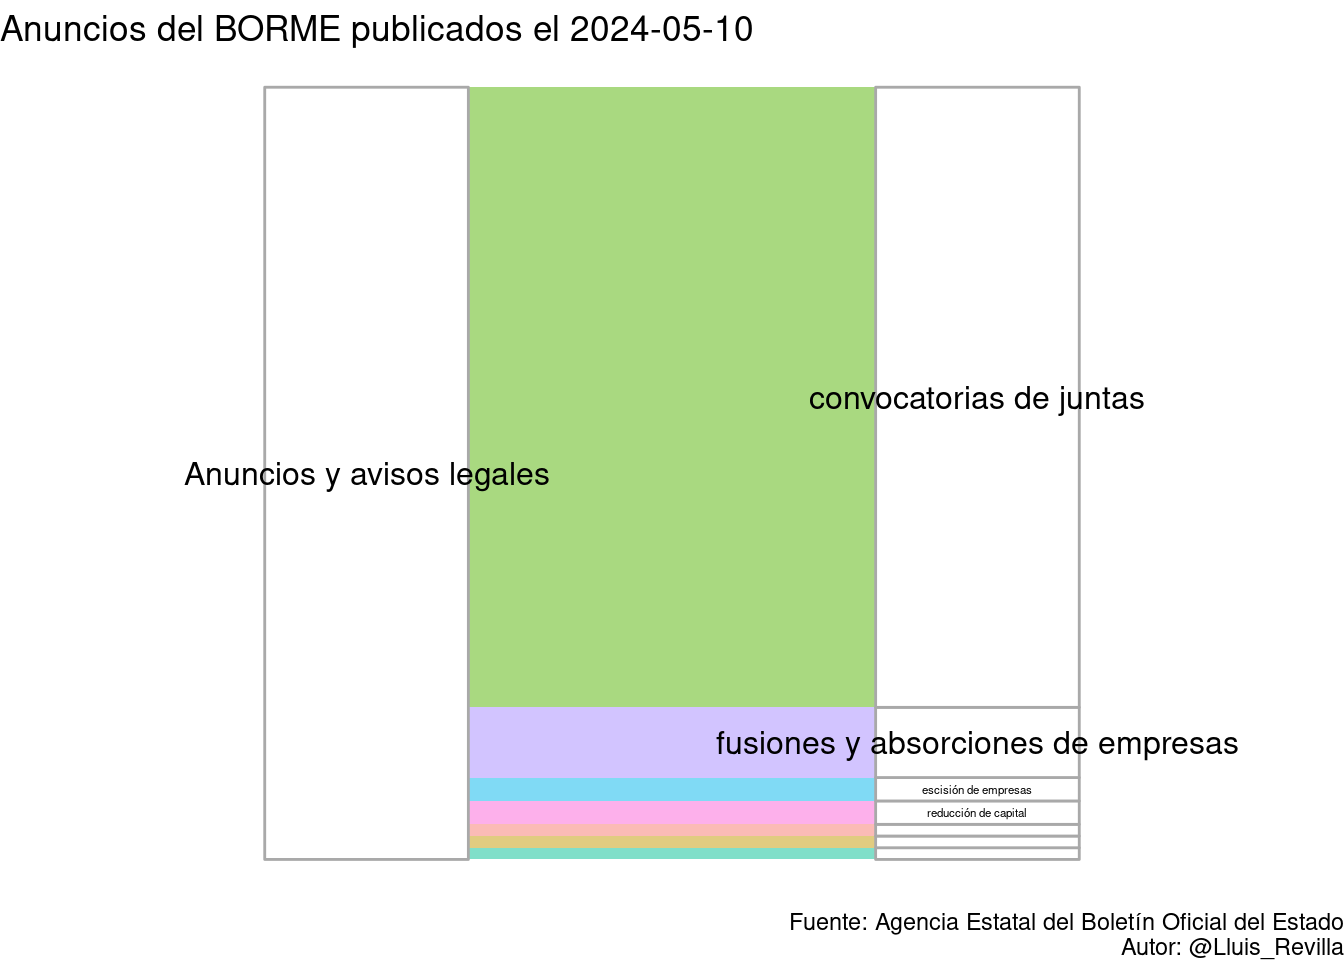 Anuncios del BORME publicados el 2024-05-10
convocatorias de juntas
Anuncios y avisos legales
fusiones y absorciones de empresas
escisión de empresas
reducción de capital
Fuente: Agencia Estatal del Boletín Oficial del Estado
Autor: @Lluis_Revilla